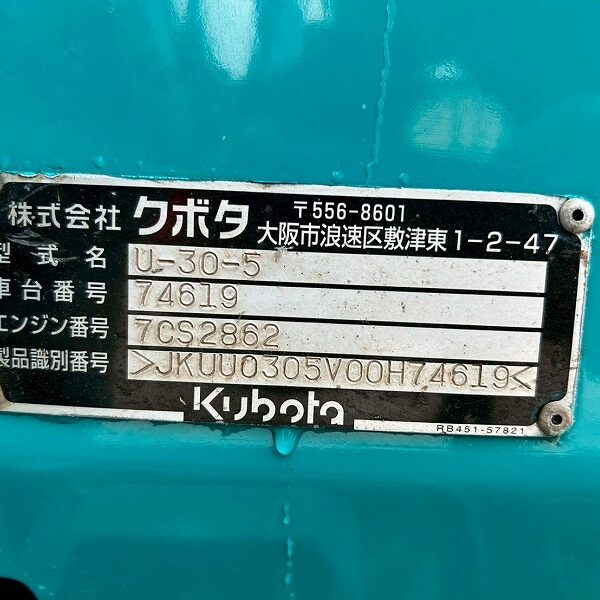 株式会社 クボタ 〒556-8601
大阪市浪速区敷津東1-2-47
型式名 U-30-5
車台番号 74619
エンジン番号 7CS2862
製品識別番号 >JKUU0305V00H74619<
Kubota
RB451-57821